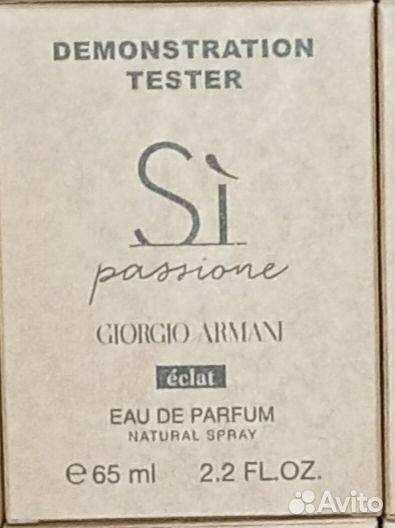 DEMONSTRATION
TESTER
Sì
passione
GIORGIO ARMANI
éclat
EAU DE PARFUM
NATURAL SPRAY
℮65 ml 2.2 FL.OZ.
Avito